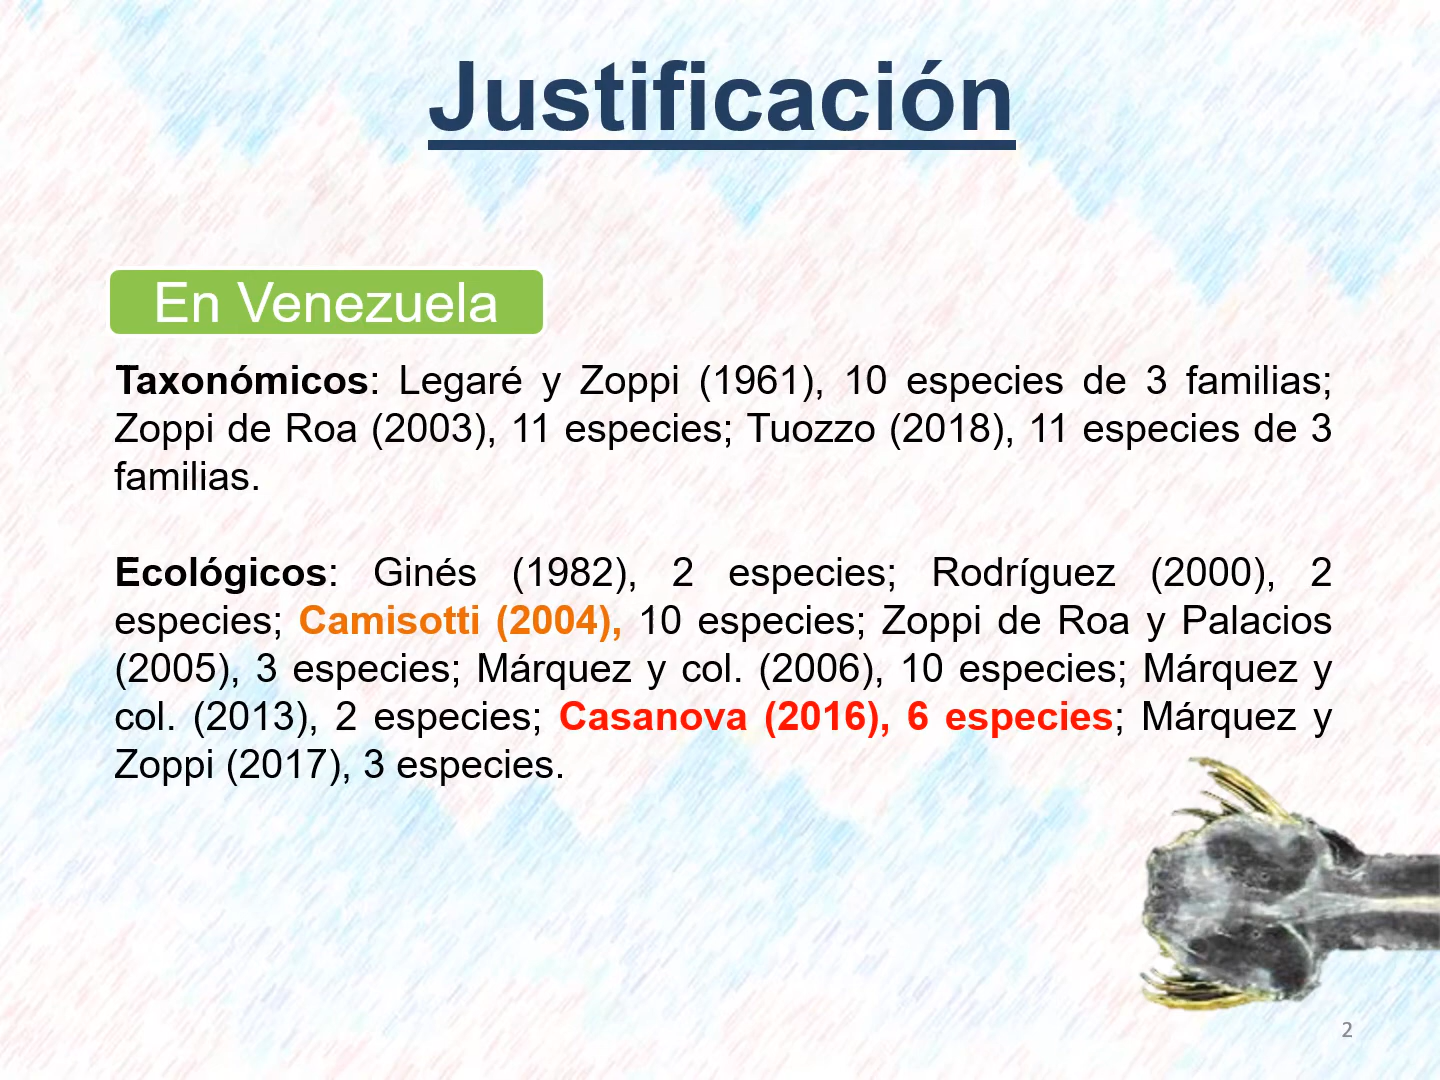 Justificación
En Venezuela
Taxonómicos: Legaré y Zoppi (1961), 10 especies de 3 familias;
Zoppi de Roa (2003), 11 especies; Tuozzo (2018), 11 especies de 3
familias.
Ecológicos: Ginés (1982), 2 especies; Rodríguez (2000), 2
especies; Camisotti (2004), 10 especies; Zoppi de Roa y Palacios
(2005), 3 especies; Márquez y col. (2006), 10 especies; Márquez y
col. (2013), 2 especies; Casanova (2016), 6 especies; Márquez y
Zoppi (2017), 3 especies.
2